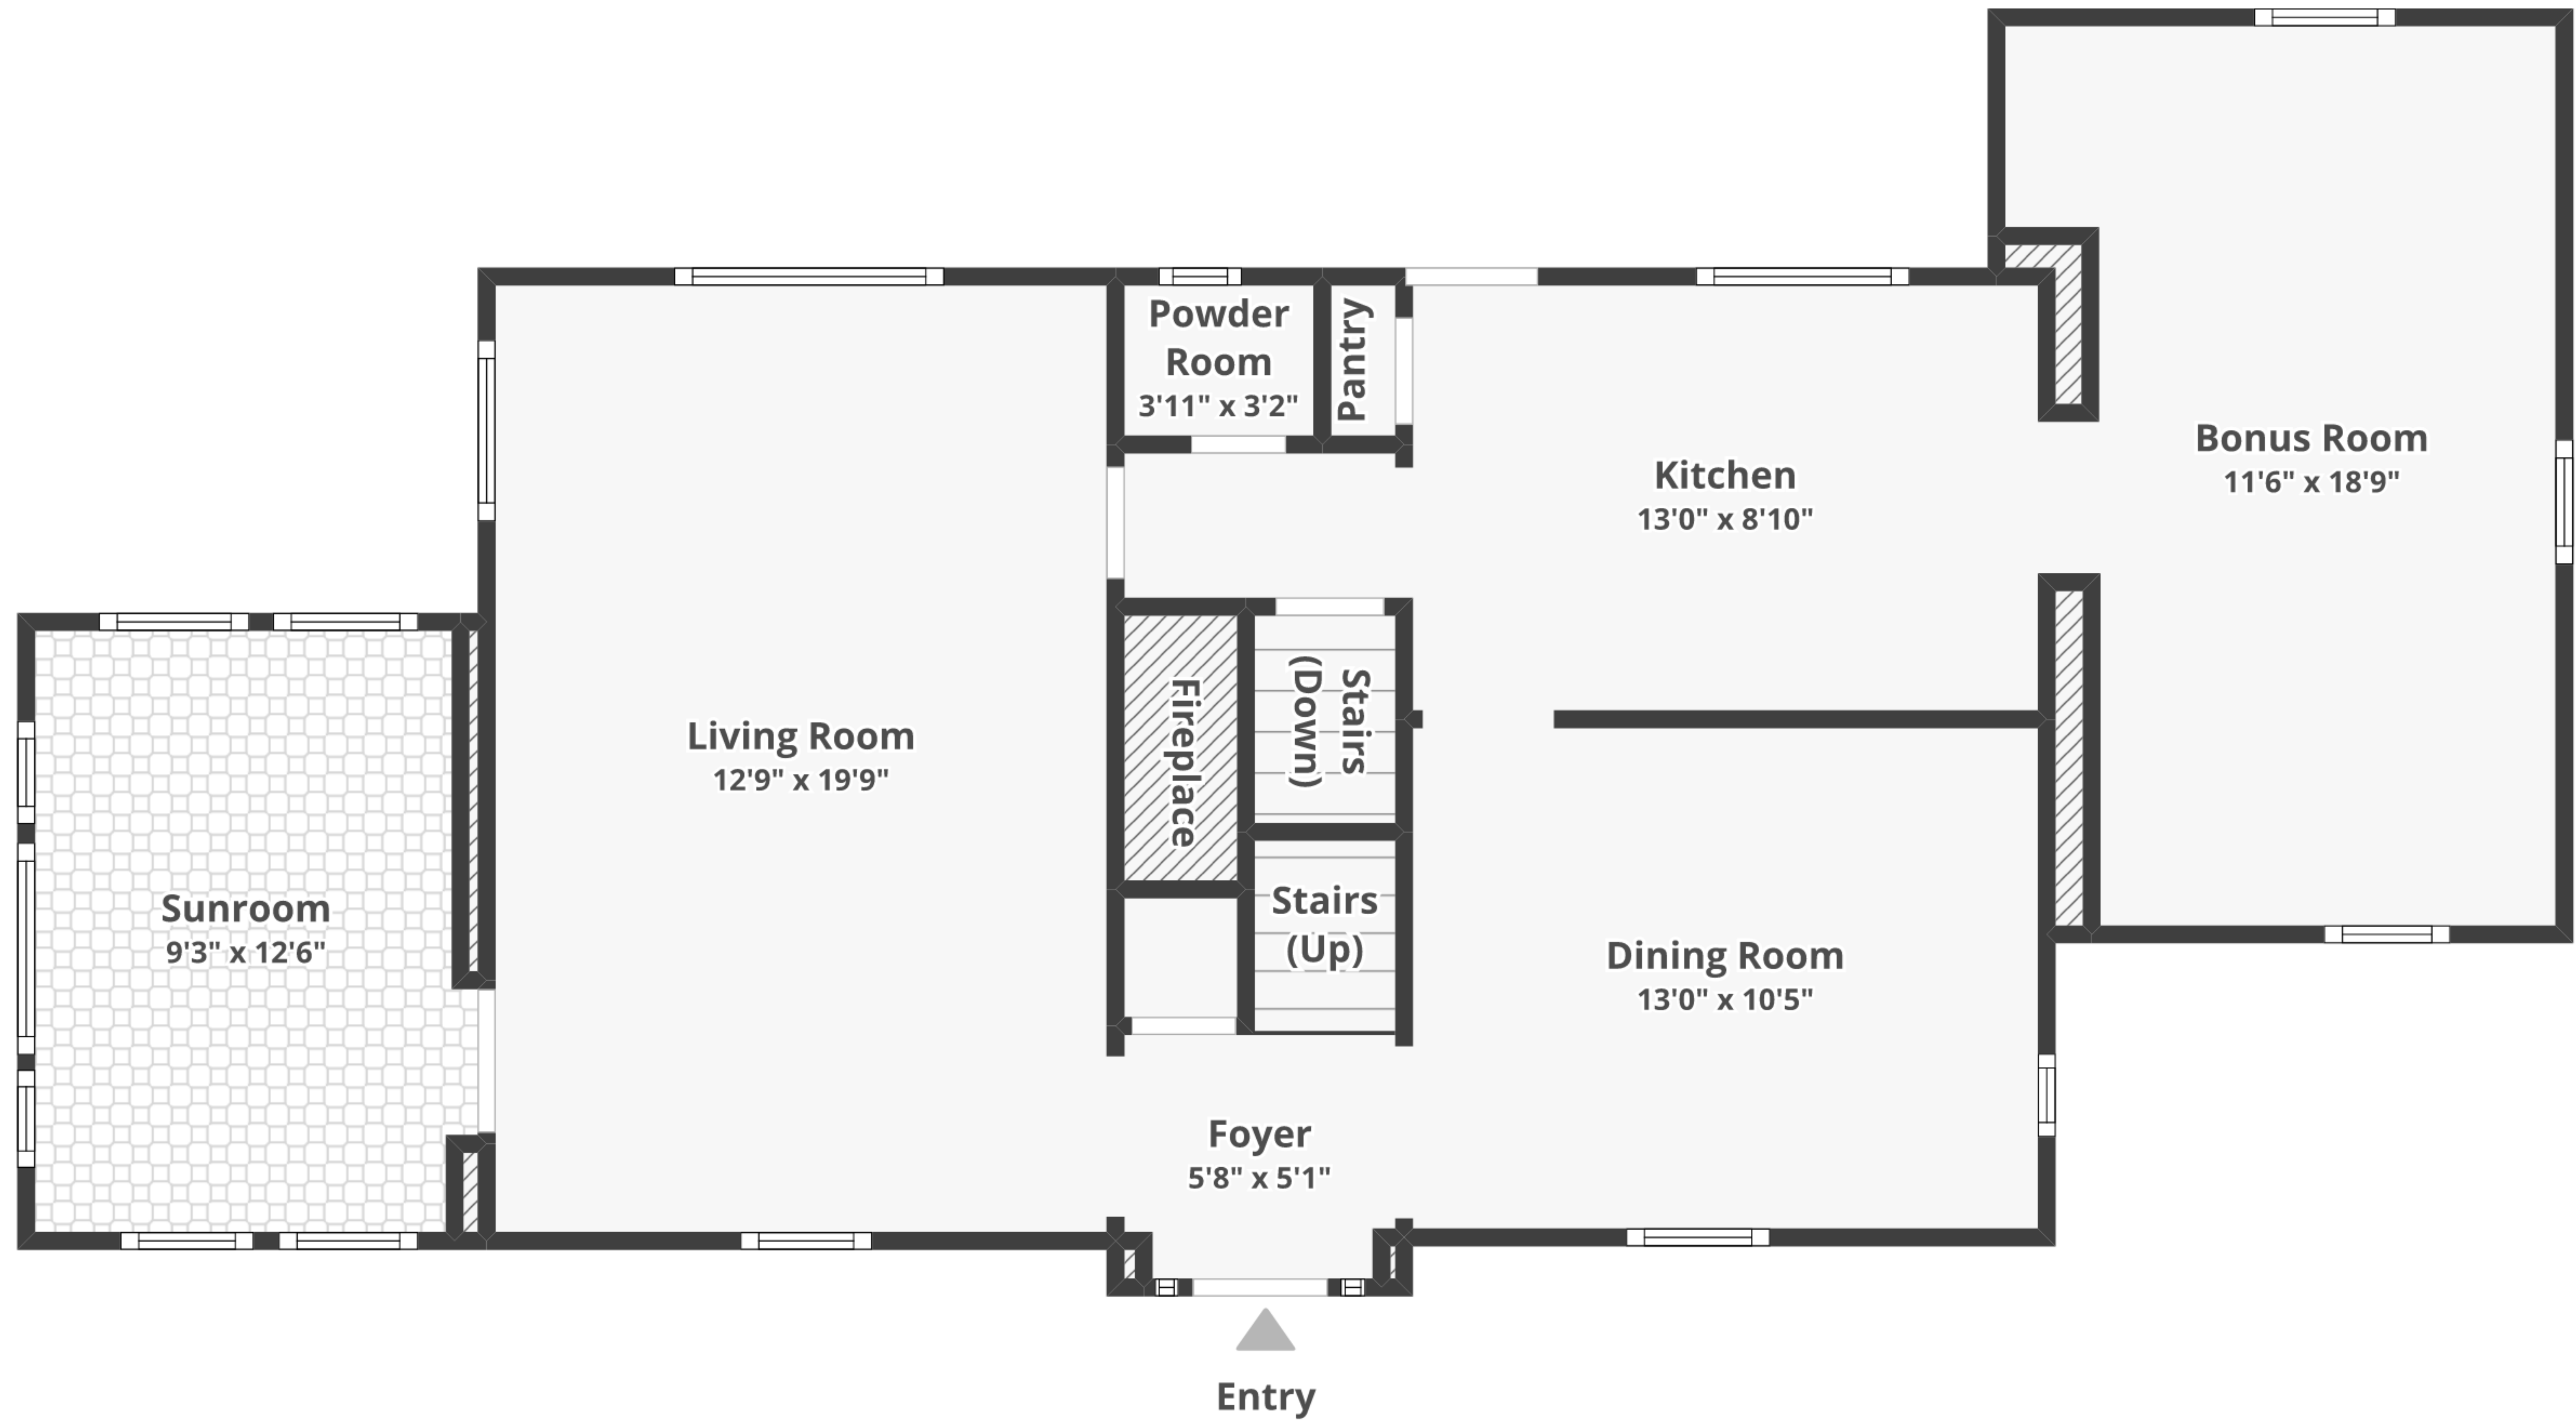 Powder
Room
3'11" x 3'2"
Pantry
Kitchen
13'0" x 8'10"
Bonus Room
11'6" x 18'9"
Living Room
12'9" x 19'9"
Fireplace
Stairs
(Down)
Stairs
(Up)
Sunroom
9'3" x 12'6"
Dining Room
13'0" x 10'5"
Foyer
5'8" x 5'1"
Entry